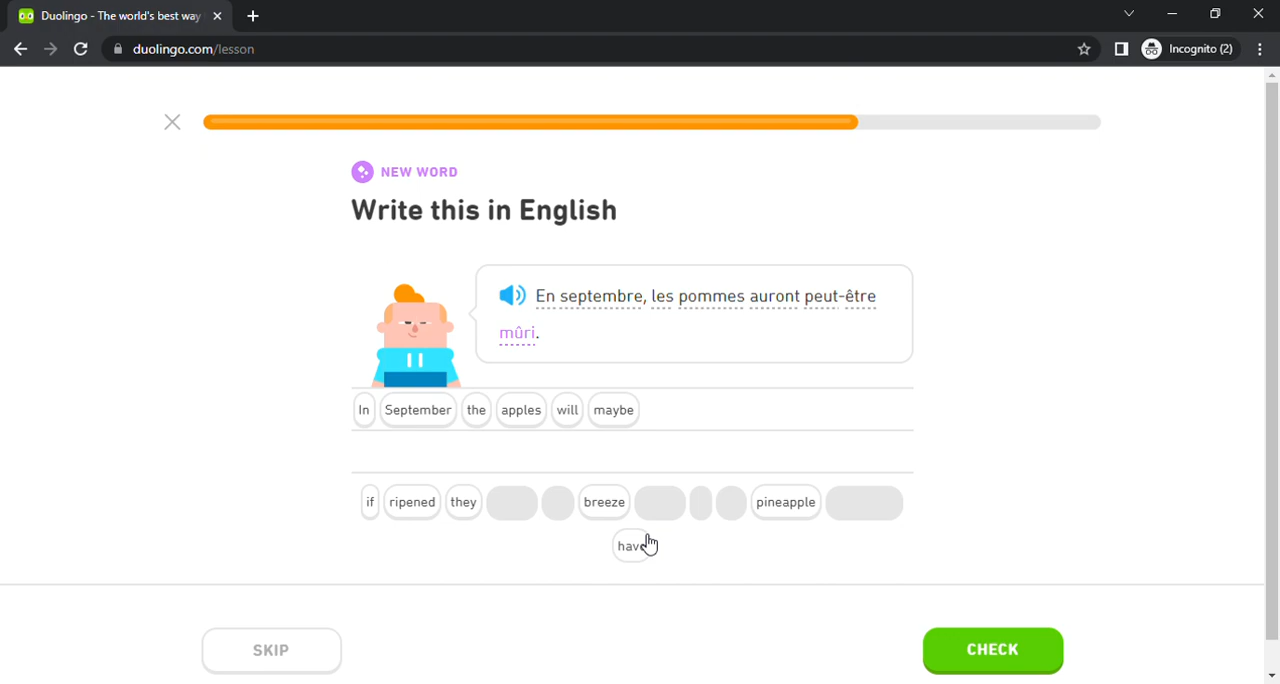 Duolingo - The world's best way
duolingo.com/lesson
Incognito (2)
NEW WORD
Write this in English
En septembre, les pommes auront peut-être
mûri.
In September the apples will maybe
if ripened they breeze pineapple
hav
SKIP
CHECK